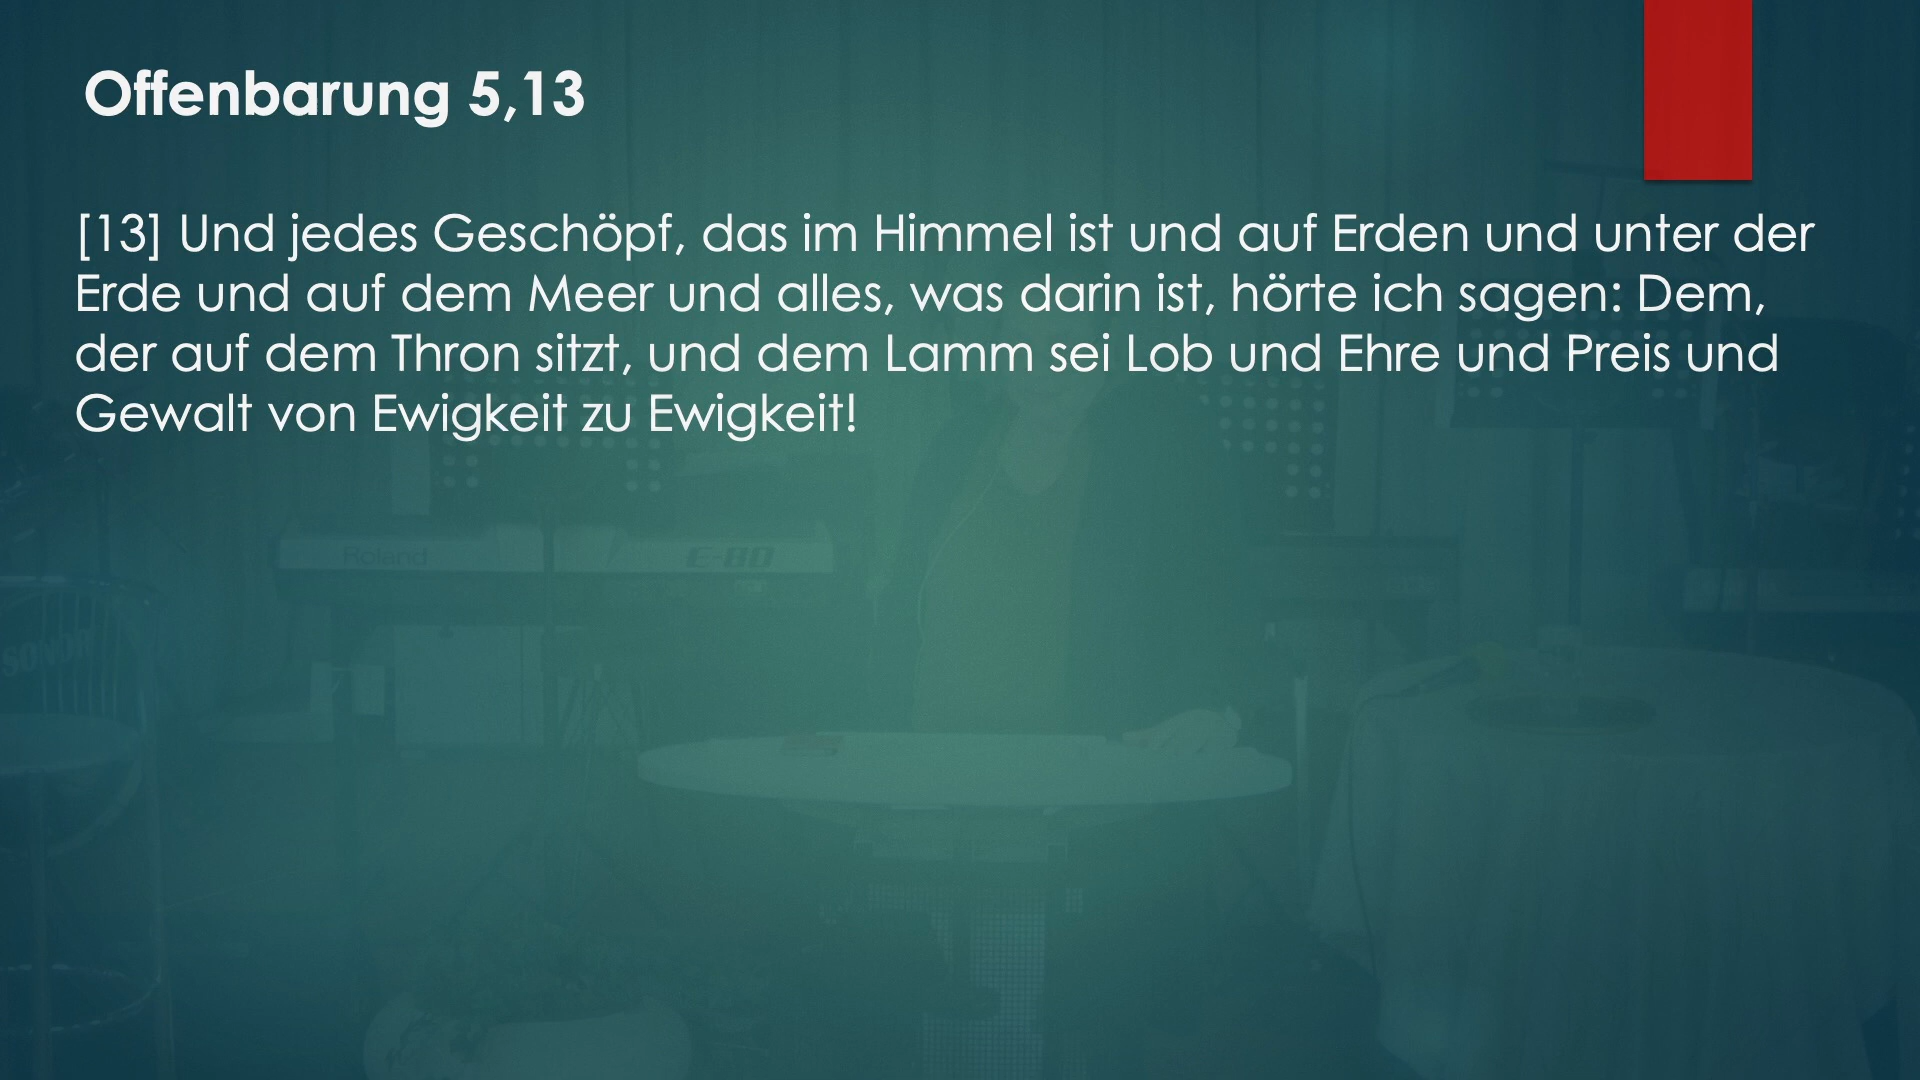 Offenbarung 5,13
[13] Und jedes Geschöpf, das im Himmel ist und auf Erden und unter der
Erde und auf dem Meer und alles, was darin ist, hörte ich sagen: Dem,
der auf dem Thron sitzt, und dem Lamm sei Lob und Ehre und Preis und
Gewalt von Ewigkeit zu Ewigkeit!
Roland
E-80